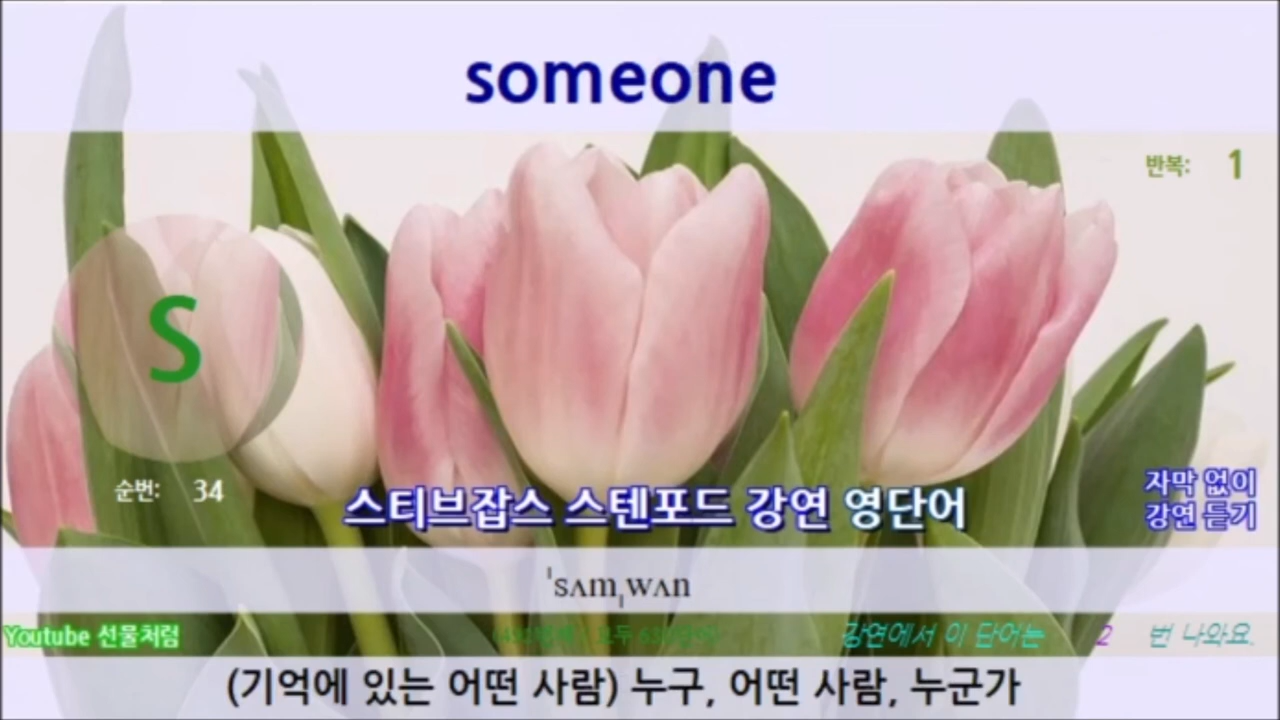 someone
반복: 1
S
순번: 34
스티브잡스 스텐포드 강연 영단어
자막 없이
강연 듣기
ˈsʌmˌwʌn
Youtube 선물처럼
강연에서 이 단어는 2 번 나와요.
(기억에 있는 어떤 사람) 누구, 어떤 사람, 누군가